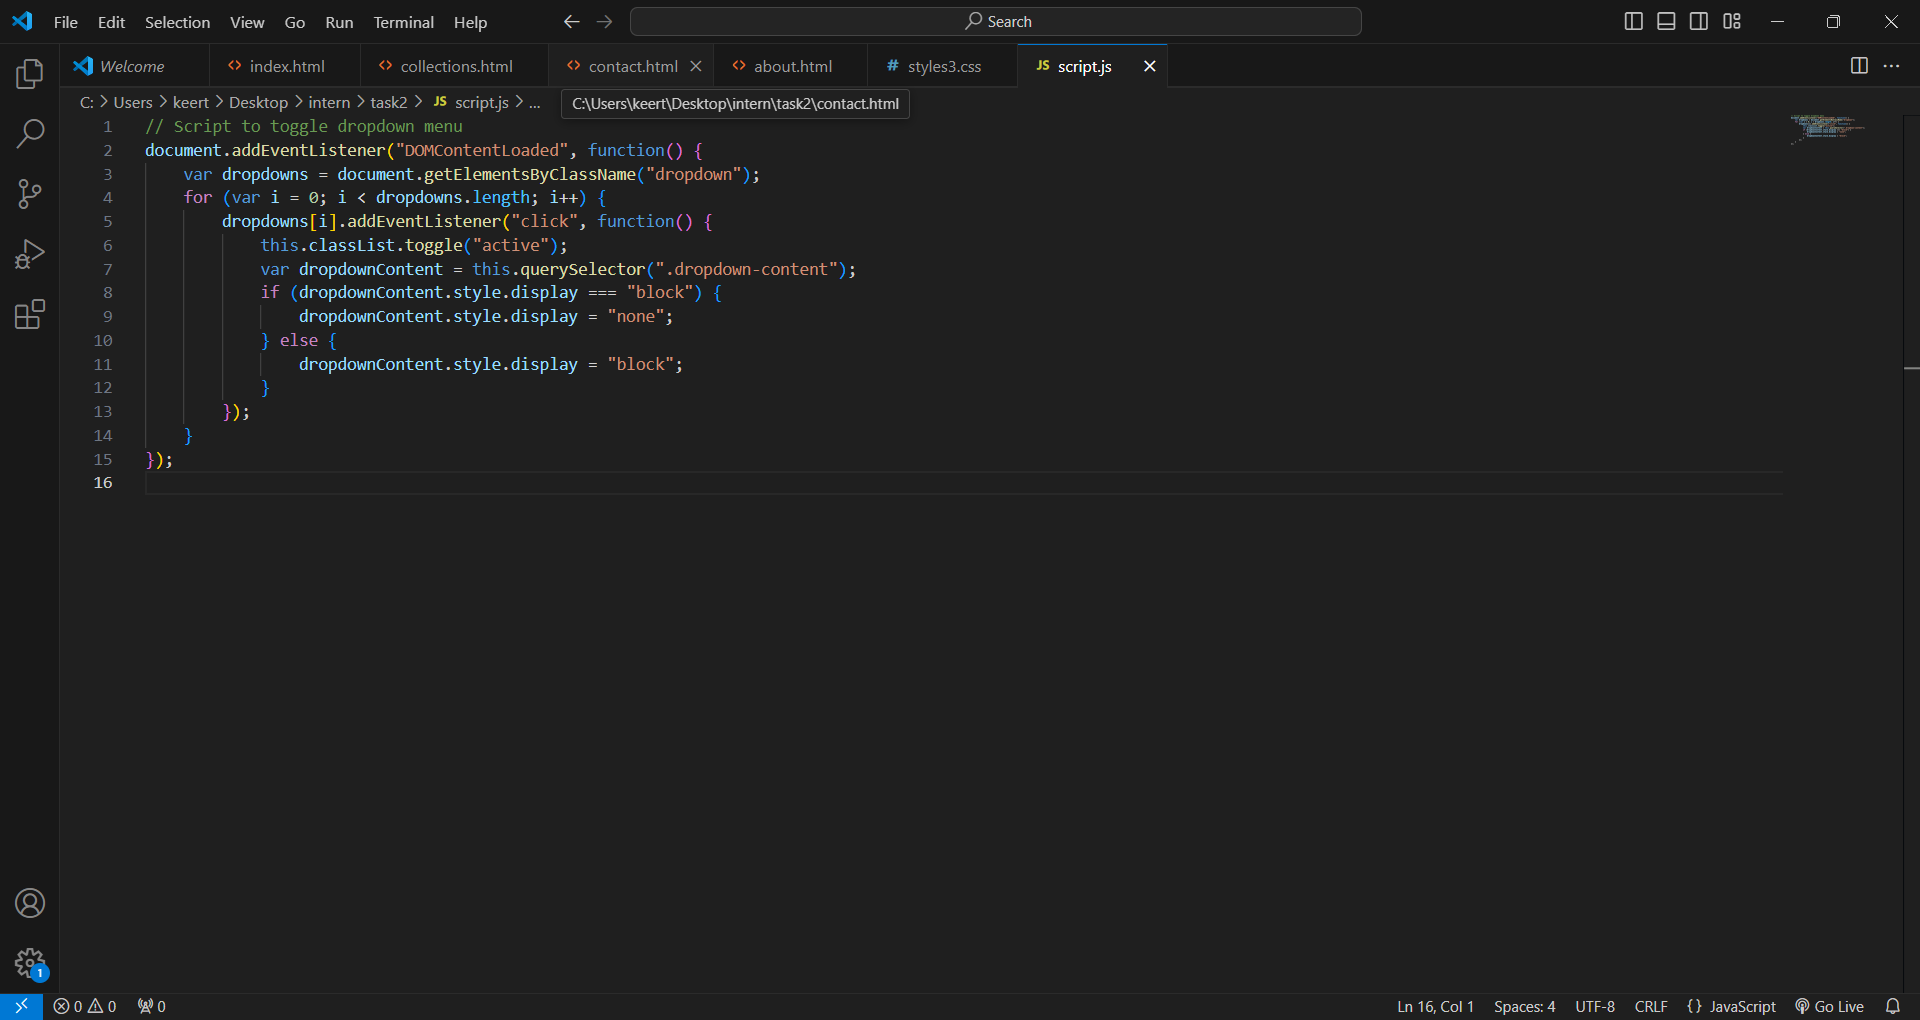 File Edit Selection View Go Run Terminal Help
Search
Welcome index.html collections.html contact.html about.html # styles3.css JS script.js
C: > Users > keert > Desktop > intern > task2 > JS script.js > ...
C:\Users\keert\Desktop\intern\task2\contact.html
1 // Script to toggle dropdown menu
2 document.addEventListener("DOMContentLoaded", function() {
3 var dropdowns = document.getElementsByClassName("dropdown");
4 for (var i = 0; i < dropdowns.length; i++) {
5 dropdowns[i].addEventListener("click", function() {
6 this.classList.toggle("active");
7 var dropdownContent = this.querySelector(".dropdown-content");
8 if (dropdownContent.style.display === "block") {
9 dropdownContent.style.display = "none";
10 } else {
11 dropdownContent.style.display = "block";
12 }
13 });
14 }
15 });
16
1
0 0 0 Ln 16, Col 1 Spaces: 4 UTF-8 CRLF {} JavaScript Go Live